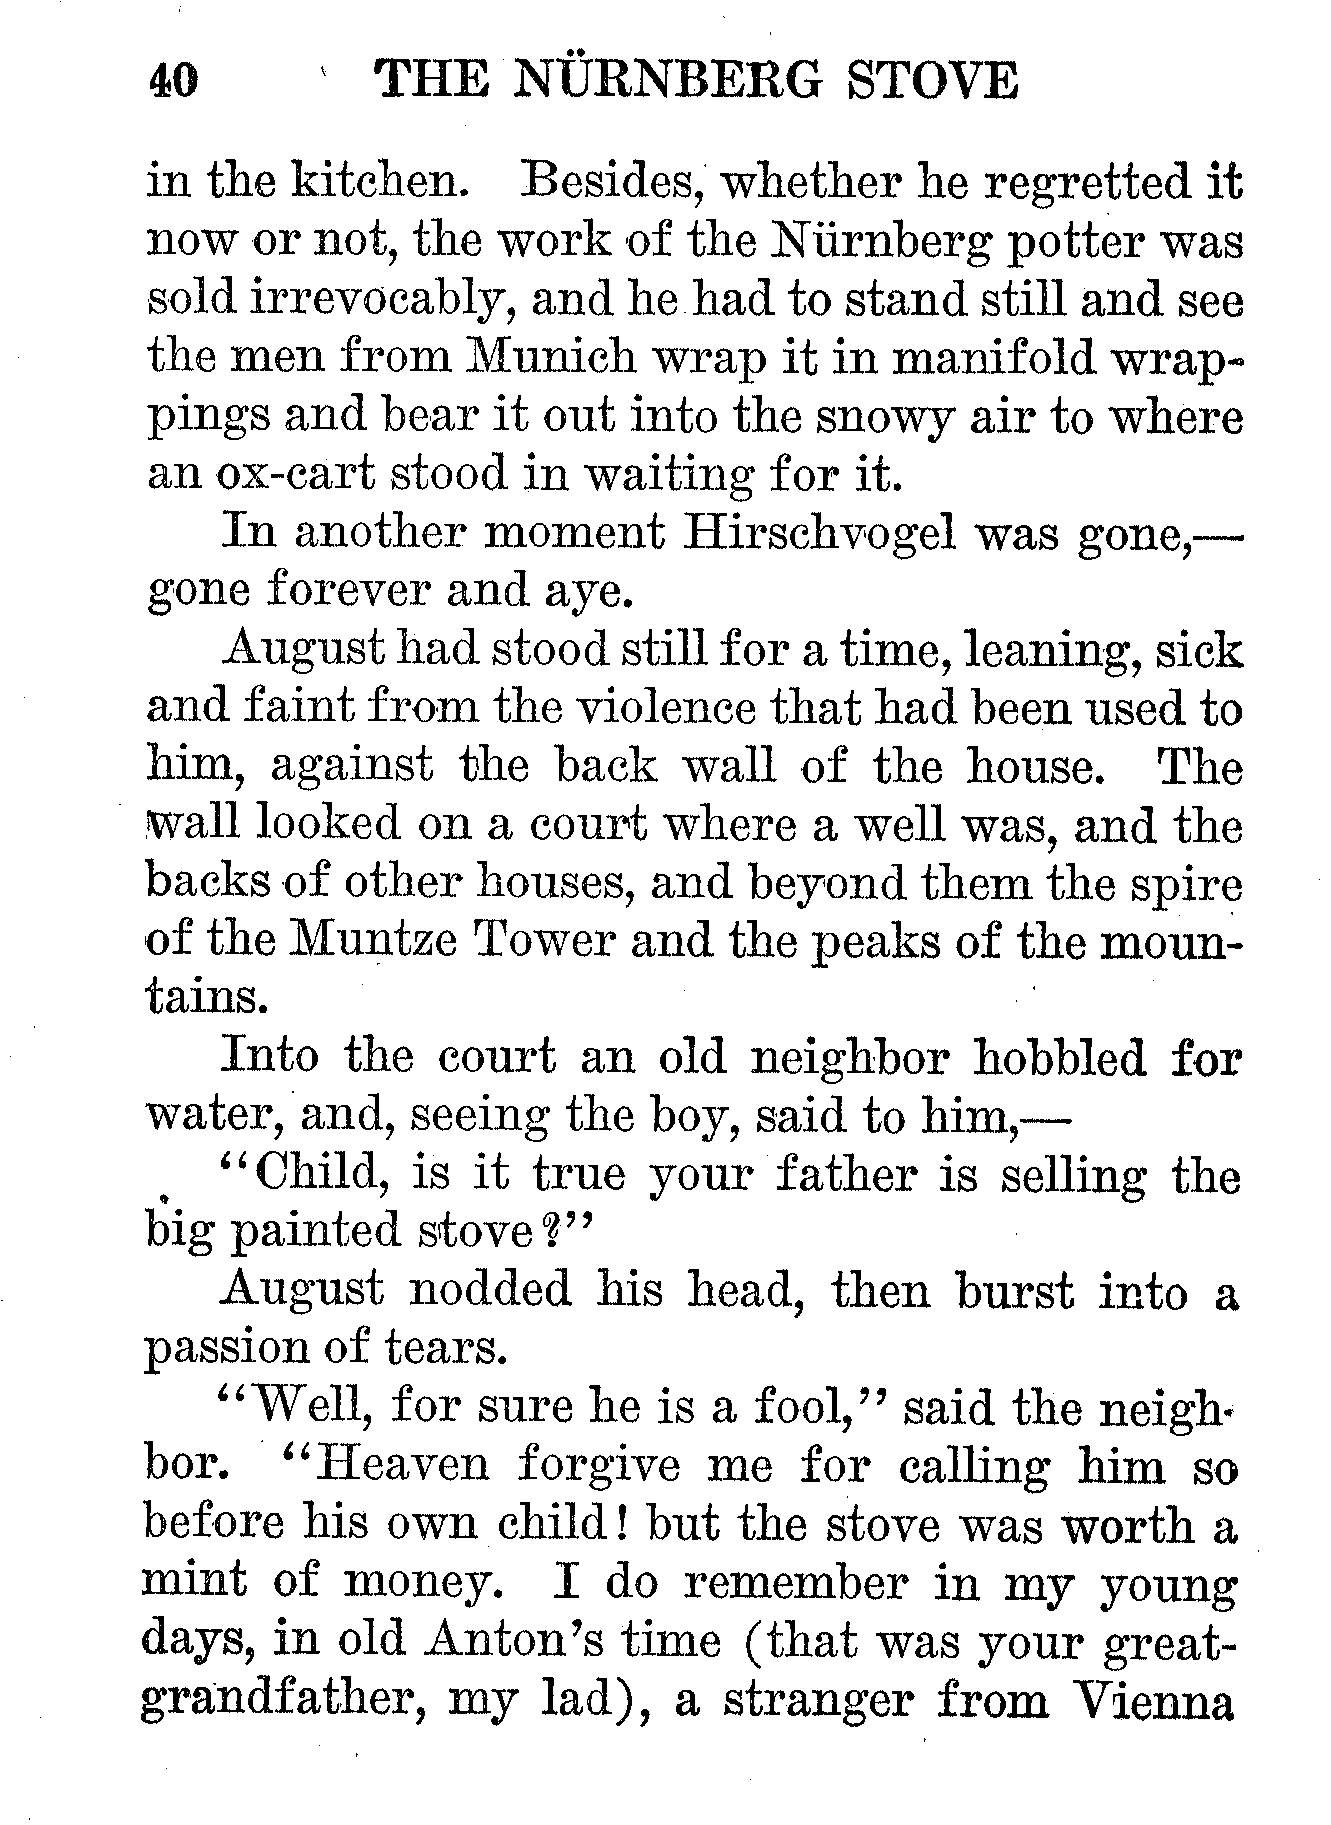 40 THE NÜRNBERG STOVE
in the kitchen. Besides, whether he regretted it
now or not, the work of the Nürnberg potter was
sold irrevocably, and he had to stand still and see
the men from Munich wrap it in manifold wrap-
pings and bear it out into the snowy air to where
an ox-cart stood in waiting for it.
In another moment Hirschvogel was gone,—
gone forever and aye.
August had stood still for a time, leaning, sick
and faint from the violence that had been used to
him, against the back wall of the house. The
wall looked on a court where a well was, and the
backs of other houses, and beyond them the spire
of the Muntze Tower and the peaks of the moun-
tains.
Into the court an old neighbor hobbled for
water, and, seeing the boy, said to him,—
“Child, is it true your father is selling the
big painted stove?”
August nodded his head, then burst into a
passion of tears.
“Well, for sure he is a fool,” said the neigh-
bor. “Heaven forgive me for calling him so
before his own child! but the stove was worth a
mint of money. I do remember in my young
days, in old Anton’s time (that was your great-
grandfather, my lad), a stranger from Vienna